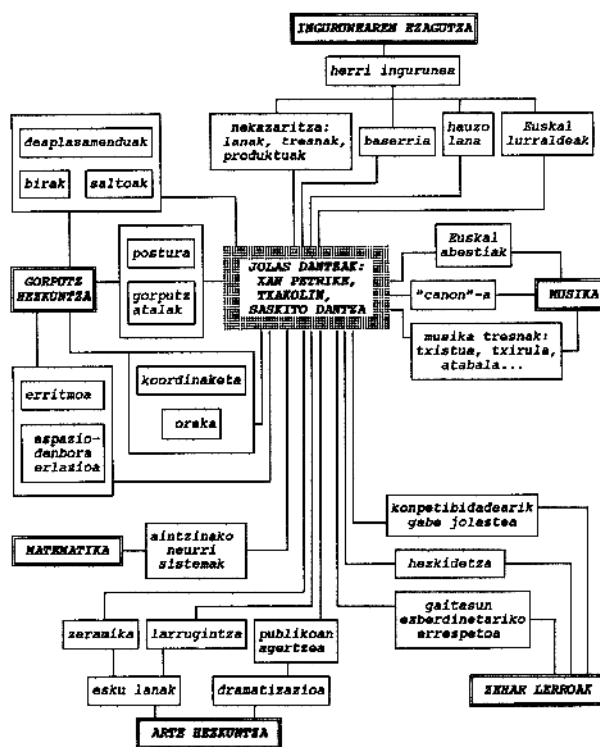 INGURUNEAREN EZAGUTZA
herri ingurunea
nekazaritza:
lanak, tresnak,
produktuak
baserria
hauzo
lana
Euskal
lurraldeak
deaplasamenduak
birak
saltoak
postura
gorputz
atalak
GORPUTZ
HEZKUNTZA
JOLAS DANTZAK:
XAN PETRIKE,
TXAKOLIN,
SASKITO DANTZA
Euskal
abestiak
"canon"-a
MUSIKA
musika tresnak:
txistua, txirula,
atabala...
koordinaketa
oreka
erritmoa
espazio-
denbora
erlazioa
konpetibidadearik
gabe jolastea
MATEMATIKA
aintzinako
neurri
sistemak
hezkidetza
gaitasun
ezberdinetariko
errespetoa
zeramika
larrugintza
publikoan
agertzea
esku lanak
dramatizazioa
ZEHAR LERROAK
ARTE HEZKUNTZA